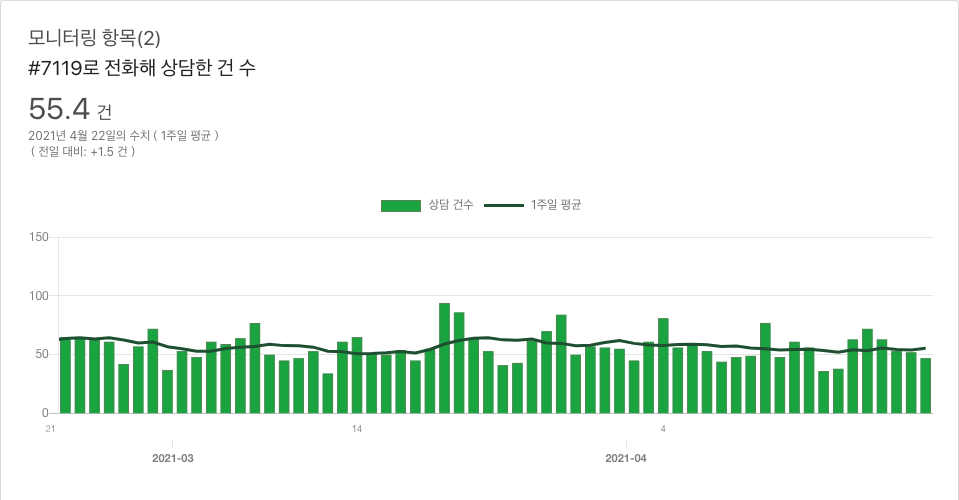 모니터링 항목(2)
#7119로 전화해 상담한 건 수
55.4 건
2021년 4월 22일의 수치 ( 1주일 평균 )
( 전일 대비: +1.5 건 )
상담 건수 1주일 평균
150
100
50
0
21 14 4
2021-03 2021-04